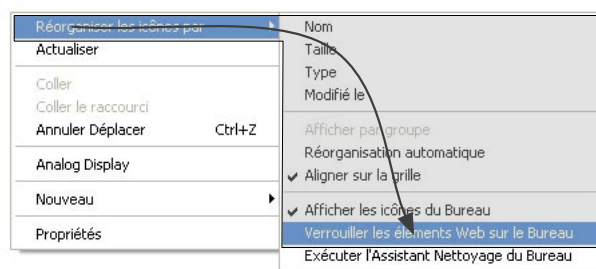 Réorganiser les icônes par
Actualiser
Coller
Coller le raccourci
Annuler Déplacer Ctrl+Z
Analog Display
Nouveau
Propriétés
Nom
Taille
Type
Modifié le
Afficher par groupe
Réorganisation automatique
Aligner sur la grille
Afficher les icônes du Bureau
Verrouiller les éléments Web sur le Bureau
Exécuter l'Assistant Nettoyage du Bureau